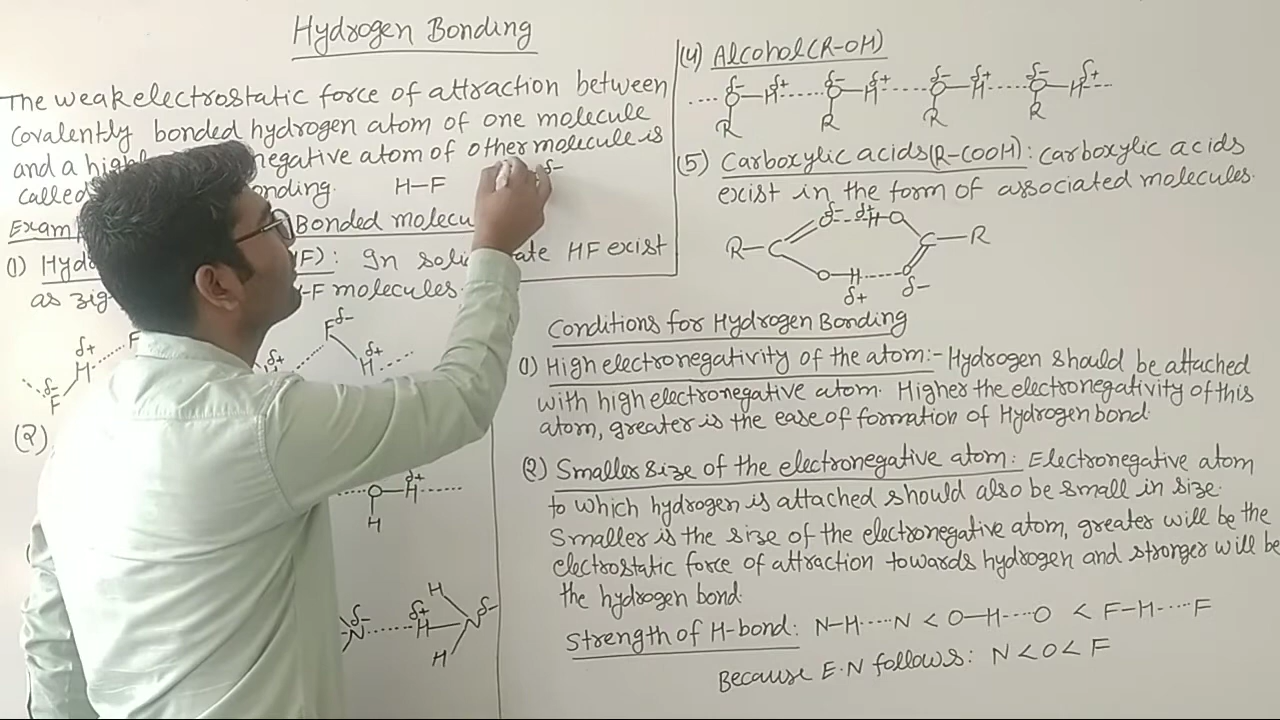 Hydrogen Bonding
The weak electrostatic force of attraction between
covalently bonded hydrogen atom of one molecule
and a high negative atom of other molecule is
called onding. H-F δ-
Exam Bonded molecu
(1) Hyd F): In soli ate HF exist
as zig -F molecules.
δ+ F
δ-
F
H
δ+
F δ-
H δ+
(2)
O-H δ+
H
δ- N δ+ H N δ-
H
H
(4) Alcohol (R-OH)
δ- δ+ δ- δ+ δ- δ+ δ- δ+
.... O-H ...... O-H ...... O-H ...... O-H ....
R R R R
(5) Carboxylic acids (R-COOH): carboxylic acids
exist in the form of associated molecules.
O δ- --- δ+ H-O
R-C C-R
O-H ...... O
δ+ δ-
Conditions for Hydrogen Bonding
(1) High electronegativity of the atom:- Hydrogen should be attached
with high electronegative atom. Higher the electronegativity of this
atom, greater is the ease of formation of Hydrogen bond.
(2) Smaller size of the electronegative atom: Electronegative atom
to which hydrogen is attached should also be small in size.
Smaller is the size of the electronegative atom, greater will be the
electrostatic force of attraction towards hydrogen and stronger will be
the hydrogen bond.
Strength of H-bond: N-H.....N < O-H....O < F-H.....F
Because E.N follows: N < O < F